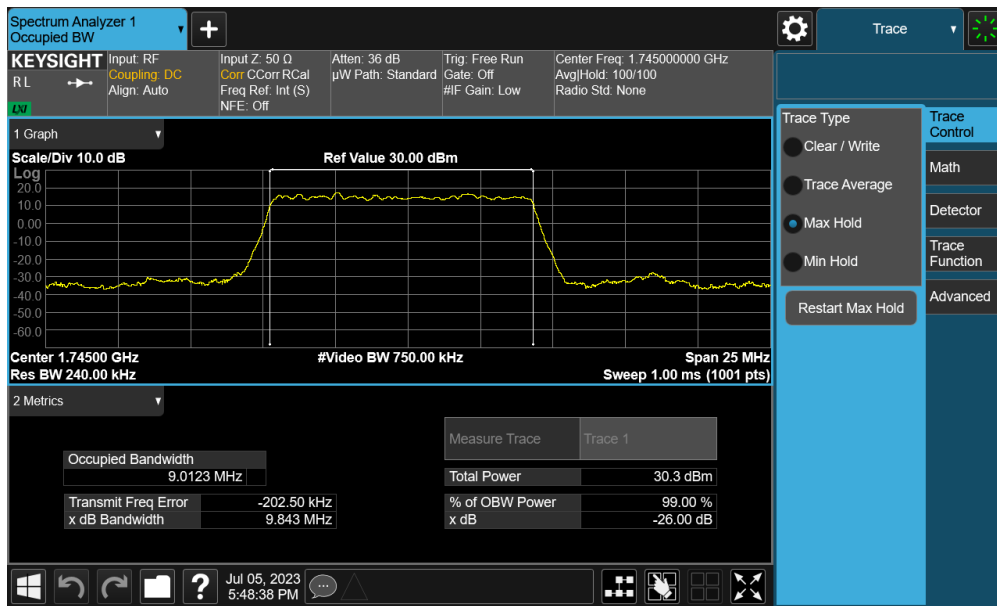 Spectrum Analyzer 1
Occupied BW
+
Trace
KEYSIGHT
R L
LXI
Input: RF
Coupling: DC
Align: Auto
Input Z: 50 Ω
Corr CCorr RCal
Freq Ref: Int (S)
NFE: Off
Atten: 36 dB
µW Path: Standard
Trig: Free Run
Gate: Off
#IF Gain: Low
Center Freq: 1.745000000 GHz
Avg|Hold: 100/100
Radio Std: None
1 Graph
Scale/Div 10.0 dB
Ref Value 30.00 dBm
Log
20.0
10.0
0.00
-10.0
-20.0
-30.0
-40.0
-50.0
-60.0
Center 1.74500 GHz
#Video BW 750.00 kHz
Span 25 MHz
Res BW 240.00 kHz
Sweep 1.00 ms (1001 pts)
2 Metrics
Measure Trace
Trace 1
Occupied Bandwidth
9.0123 MHz
Total Power
30.3 dBm
Transmit Freq Error
-202.50 kHz
% of OBW Power
99.00 %
x dB Bandwidth
9.843 MHz
x dB
-26.00 dB
Trace Type
Clear / Write
Trace Average
Max Hold
Min Hold
Restart Max Hold
Trace
Control
Math
Detector
Trace
Function
Advanced
?
Jul 05, 2023
5:48:38 PM